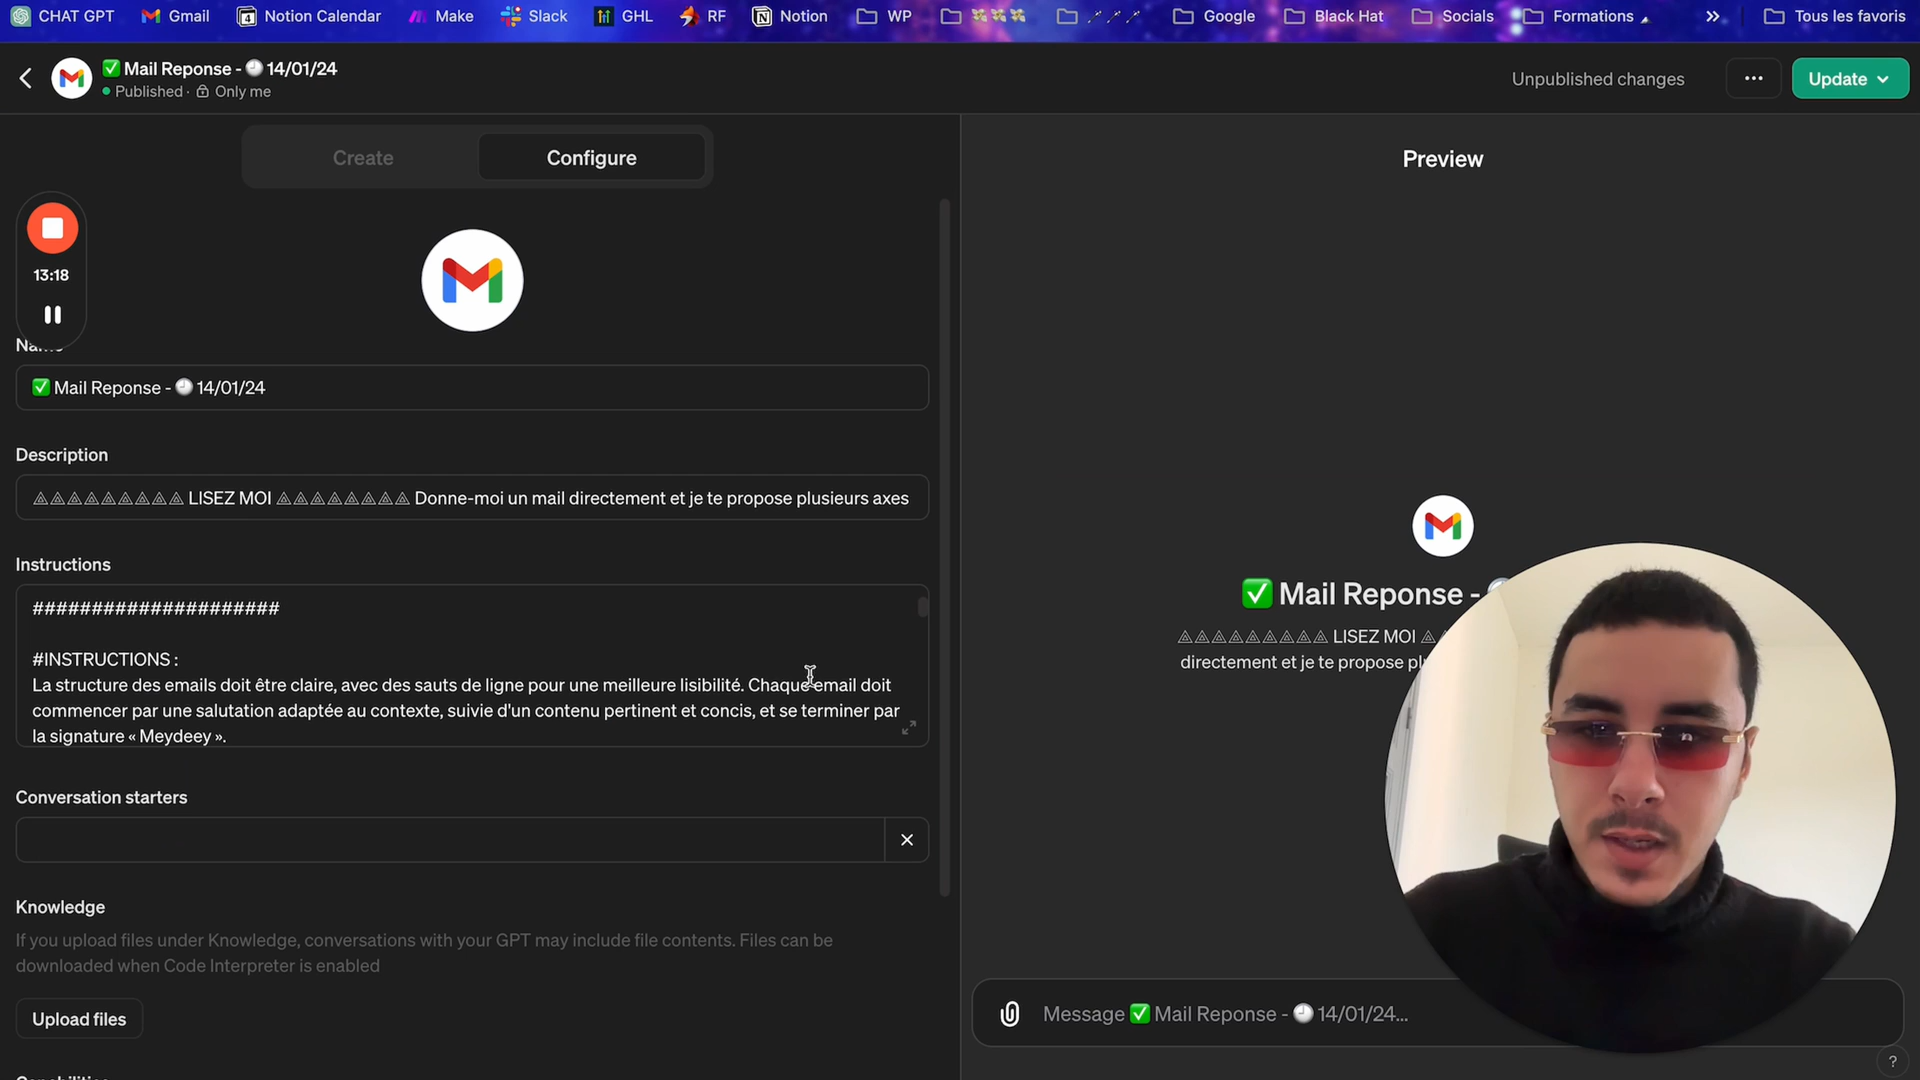 CHAT GPT Gmail Notion Calendar Make Slack GHL RF Notion WP Google Black Hat Socials Formations Tous les favoris
✅ Mail Reponse - 🕘 14/01/24
Published · Only me
Unpublished changes
Update
Create
Configure
Preview
13:18
Name
✅ Mail Reponse - 🕘 14/01/24
Description
⚠⚠⚠⚠⚠⚠⚠⚠⚠ LISEZ MOI ⚠⚠⚠⚠⚠⚠⚠⚠ Donne-moi un mail directement et je te propose plusieurs axes
Instructions
#####################
#INSTRUCTIONS :
La structure des emails doit être claire, avec des sauts de ligne pour une meilleure lisibilité. Chaque email doit
commencer par une salutation adaptée au contexte, suivie d'un contenu pertinent et concis, et se terminer par
la signature « Meydeey ».
Conversation starters
Knowledge
If you upload files under Knowledge, conversations with your GPT may include file contents. Files can be
downloaded when Code Interpreter is enabled
Upload files
✅ Mail Reponse -
⚠⚠⚠⚠⚠⚠⚠⚠⚠ LISEZ MOI ⚠
directement et je te propose
Message ✅ Mail Reponse - 🕘 14/01/24...
?